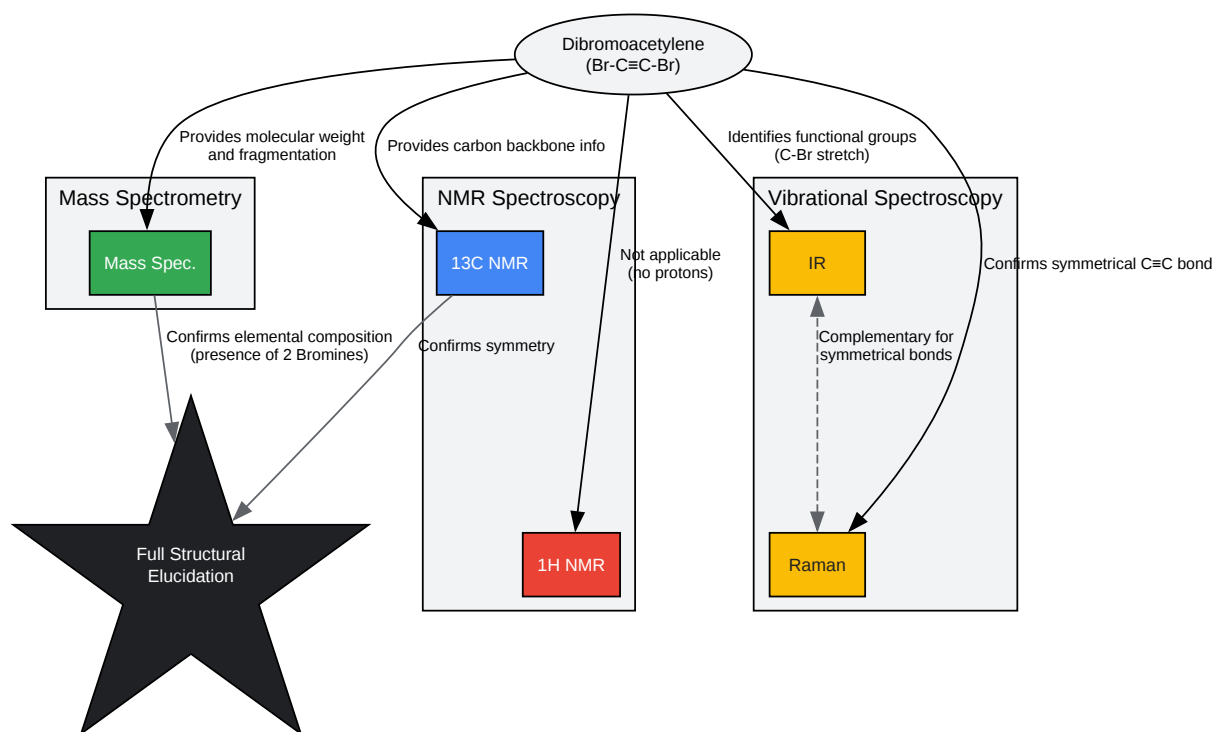 Dibromoacetylene
(Br-C≡C-Br)
Provides molecular weight
and fragmentation
Provides carbon backbone info
Identifies functional groups
(C-Br stretch)
Mass Spectrometry
NMR Spectroscopy
Vibrational Spectroscopy
Mass Spec.
13C NMR
Not applicable
(no protons)
IR
Confirms symmetrical C≡C bond
Confirms elemental composition
(presence of 2 Bromines)
Confirms symmetry
Complementary for
symmetrical bonds
Full Structural
Elucidation
1H NMR
Raman